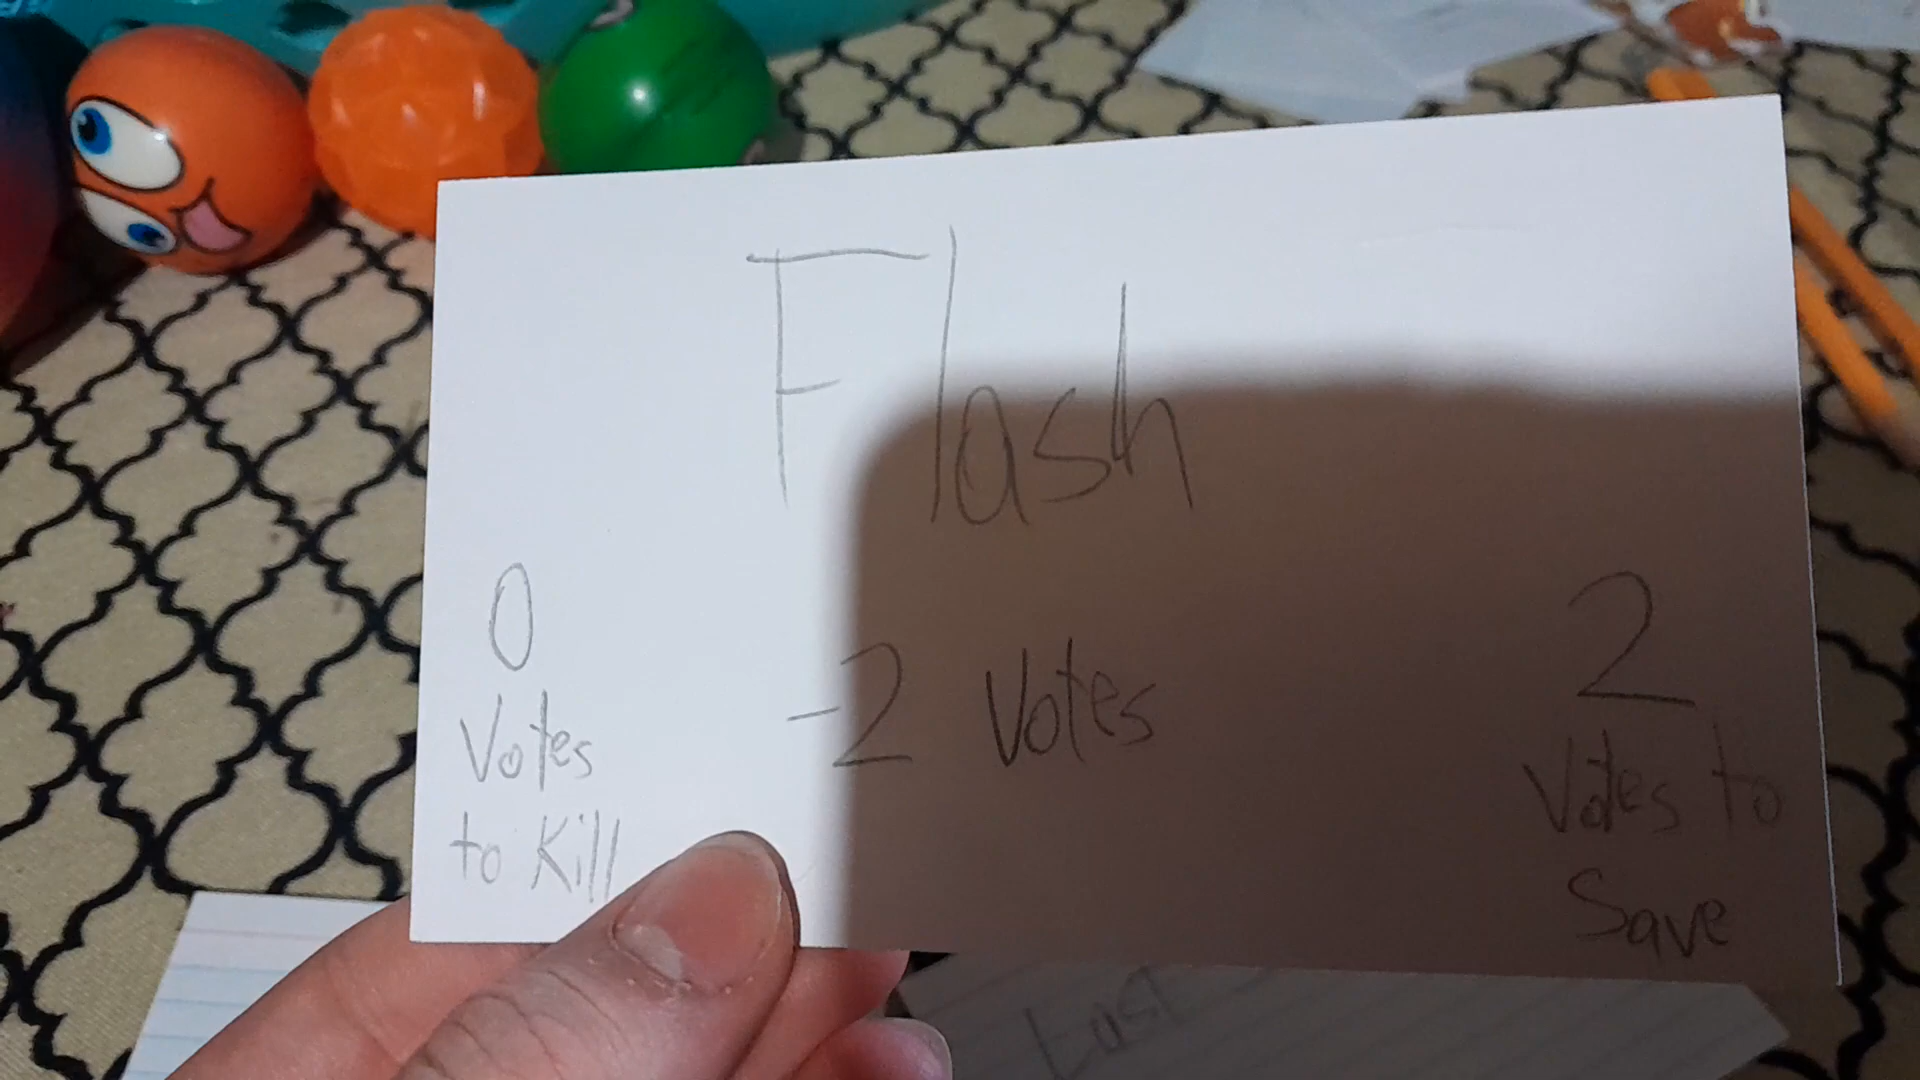 Flash
0
Votes
to Kill
-2 Votes
2
Votes to
Save